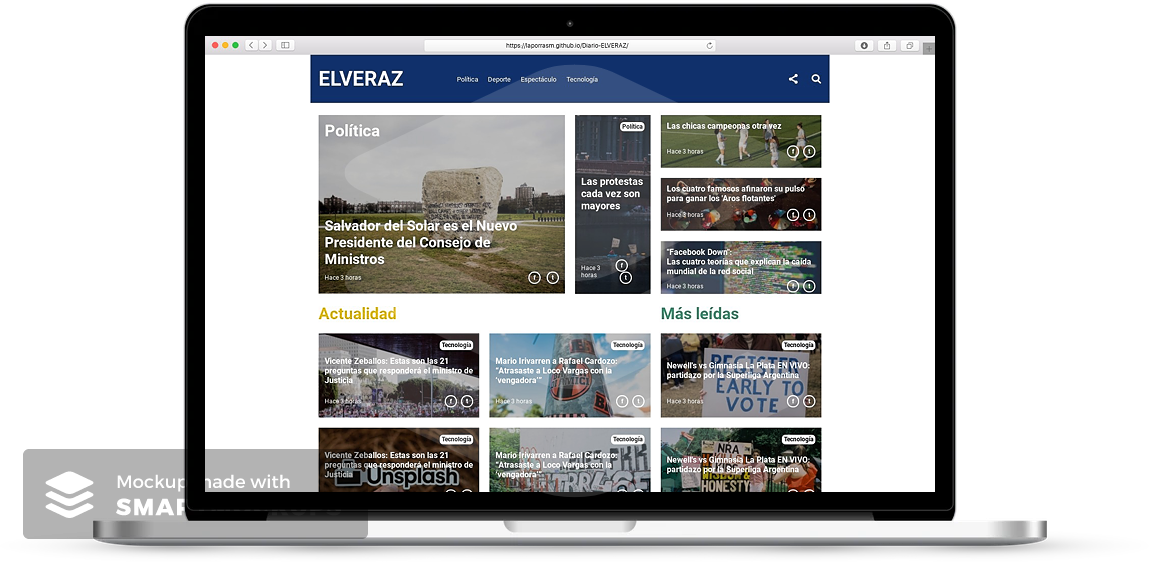 https://laporrasm.github.io/Diario-ELVERAZ/
ELVERAZ
Política
Deporte
Espectáculo
Tecnología
Política
Salvador del Solar es el Nuevo
Presidente del Consejo de
Ministros
Hace 3 horas
f
t
Política
Las protestas
cada vez son
mayores
Hace 3
horas
f
t
Las chicas campeonas otra vez
Hace 3 horas
f
t
Los cuatro famosos afinaron su pulso
para ganar los 'Aros flotantes'
Hace 3 horas
f
t
"Facebook Down":
Las cuatro teorías que explican la caída
mundial de la red social
Hace 3 horas
f
t
Actualidad
Más leídas
Tecnología
Vicente Zeballos: Estas son las 21
preguntas que responderá el ministro de
Justicia
Hace 3 horas
f
t
Tecnología
Mario Irivarren a Rafael Cardozo:
"Atrasaste a Loco Vargas con la
'vengadora'"
Hace 3 horas
f
t
Tecnología
Newell's vs Gimnasia La Plata EN VIVO:
partidazo por la Superliga Argentina
Hace 3 horas
f
t
REGISTER
EARLY TO
VOTE
Tecnología
Vicente Zeballos: Estas son las 21
preguntas que responderá el ministro de
Justicia
Unsplash
Tecnología
Mario Irivarren a Rafael Cardozo:
"Atrasaste a Loco Vargas con la
'vengadora'"
Tecnología
Newell's vs Gimnasia La Plata EN VIVO:
partidazo por la Superliga Argentina
NRA
HONESTY
Mockup made with